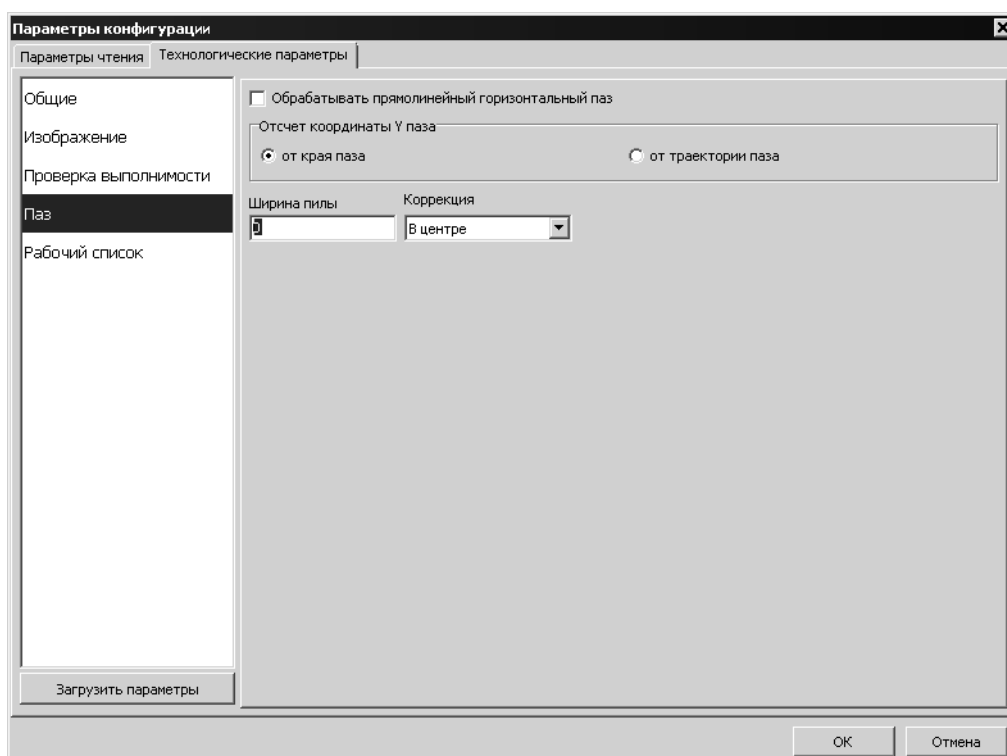 Параметры конфигурации
Параметры чтения
Технологические параметры
Общие
Изображение
Проверка выполнимости
Паз
Рабочий список
Загрузить параметры
Обрабатывать прямолинейный горизонтальный паз
Отсчет координаты Y паза
от края паза
от траектории паза
Ширина пилы
Коррекция
0
В центре
ОК
Отмена